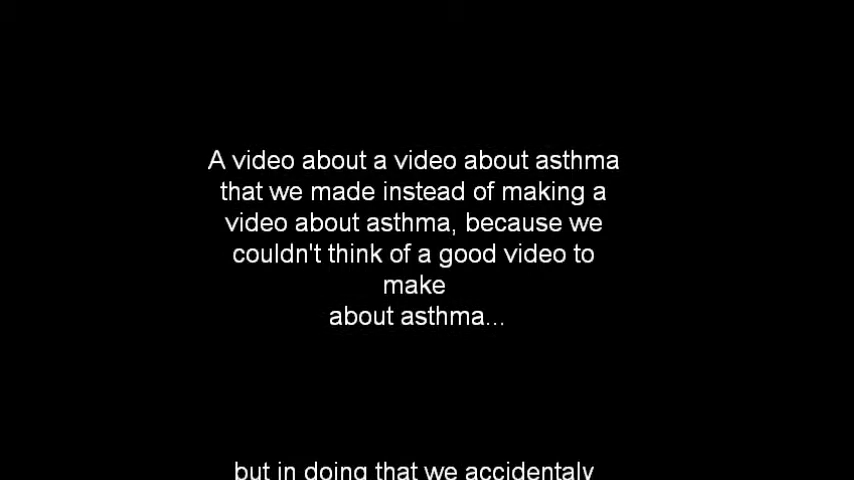 A video about a video about asthma
that we made instead of making a
video about asthma, because we
couldn't think of a good video to
make
about asthma...
but in doing that we accidentaly